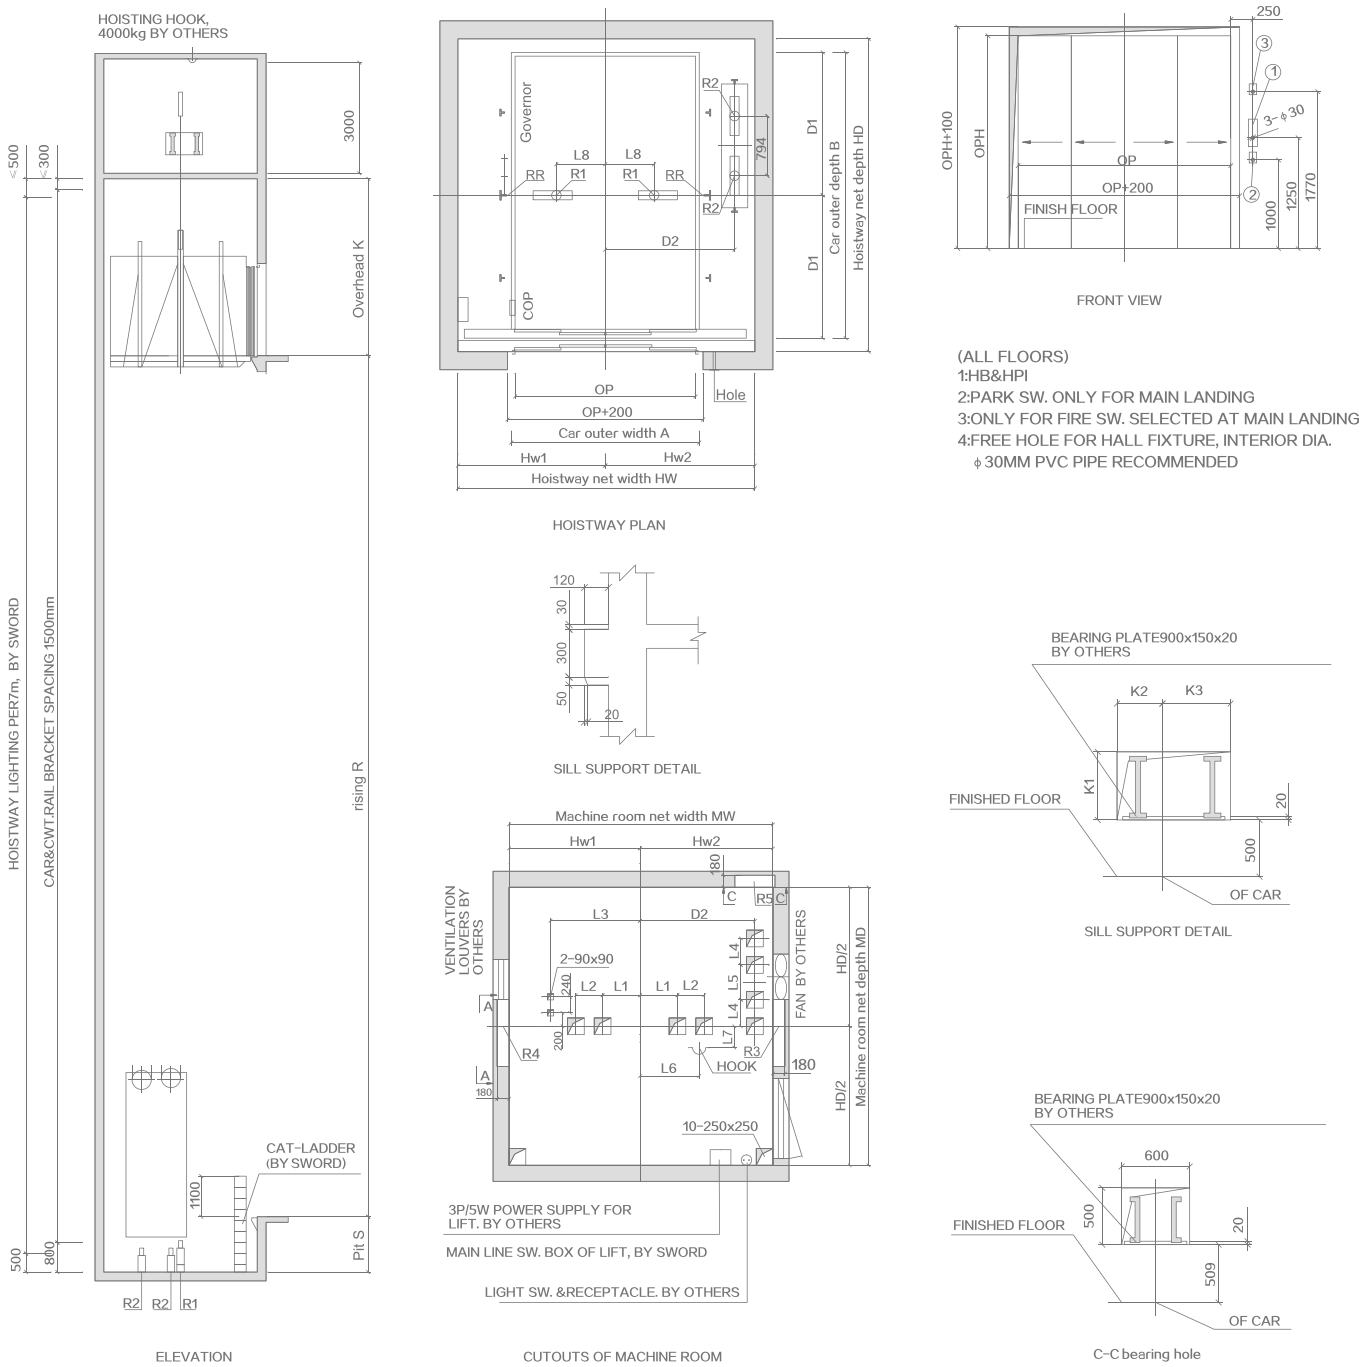 HOISTING HOOK,
4000kg BY OTHERS
3000
≤500
≤300
Overhead K
HOISTWAY LIGHTING PER7m, BY SWORD
CAR&CWT.RAIL BRACKET SPACING 1500mm
rising R
CAT-LADDER
(BY SWORD)
1100
Pit S
500
800
R2
R2
R1
ELEVATION
Governor
R2
L8
L8
RR
R1
R1
RR
794
R2
D2
D1
D1
Car outer depth B
Hoistway net depth HD
COP
OP
Hole
OP+200
Car outer width A
Hw1
Hw2
Hoistway net width HW
HOISTWAY PLAN
120
30
300
50
20
SILL SUPPORT DETAIL
Machine room net width MW
Hw1
Hw2
180
C
R5
C
VENTILATION
LOUVERS BY
OTHERS
L3
D2
2-90x90
240
L2
L1
L1
L2
L4
L5
L4
FAN BY OTHERS
HD/2
HD/2
Machine room net depth MD
A
200
R4
L7
R3
HOOK
L6
180
A
180
10-250x250
3P/5W POWER SUPPLY FOR
LIFT. BY OTHERS
MAIN LINE SW. BOX OF LIFT, BY SWORD
LIGHT SW. &RECEPTACLE. BY OTHERS
CUTOUTS OF MACHINE ROOM
250
3
1
3-ϕ30
OPH+100
OPH
OP
OP+200
2
FINISH FLOOR
1000
1250
1770
FRONT VIEW
(ALL FLOORS)
1:HB&HPI
2:PARK SW. ONLY FOR MAIN LANDING
3:ONLY FOR FIRE SW. SELECTED AT MAIN LANDING
4:FREE HOLE FOR HALL FIXTURE, INTERIOR DIA.
ϕ30MM PVC PIPE RECOMMENDED
BEARING PLATE900x150x20
BY OTHERS
K2
K3
K1
FINISHED FLOOR
20
500
OF CAR
SILL SUPPORT DETAIL
BEARING PLATE900x150x20
BY OTHERS
600
500
FINISHED FLOOR
20
509
OF CAR
C-C bearing hole